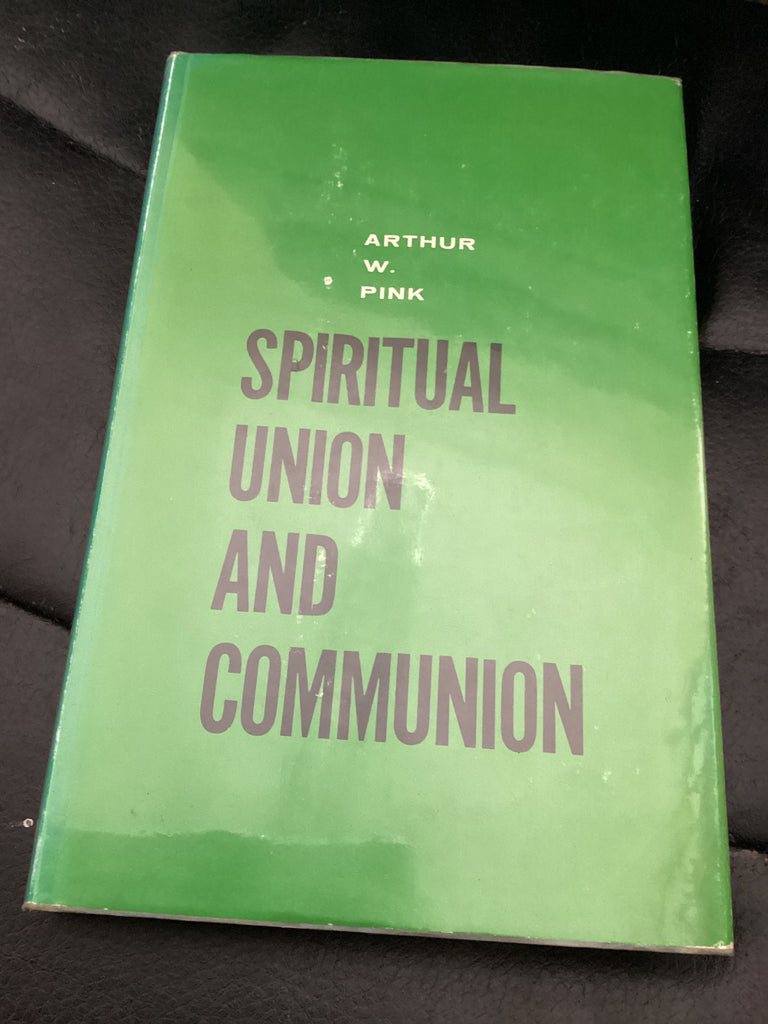 ARTHUR
W.
PINK
SPIRITUAL
UNION
AND
COMMUNION